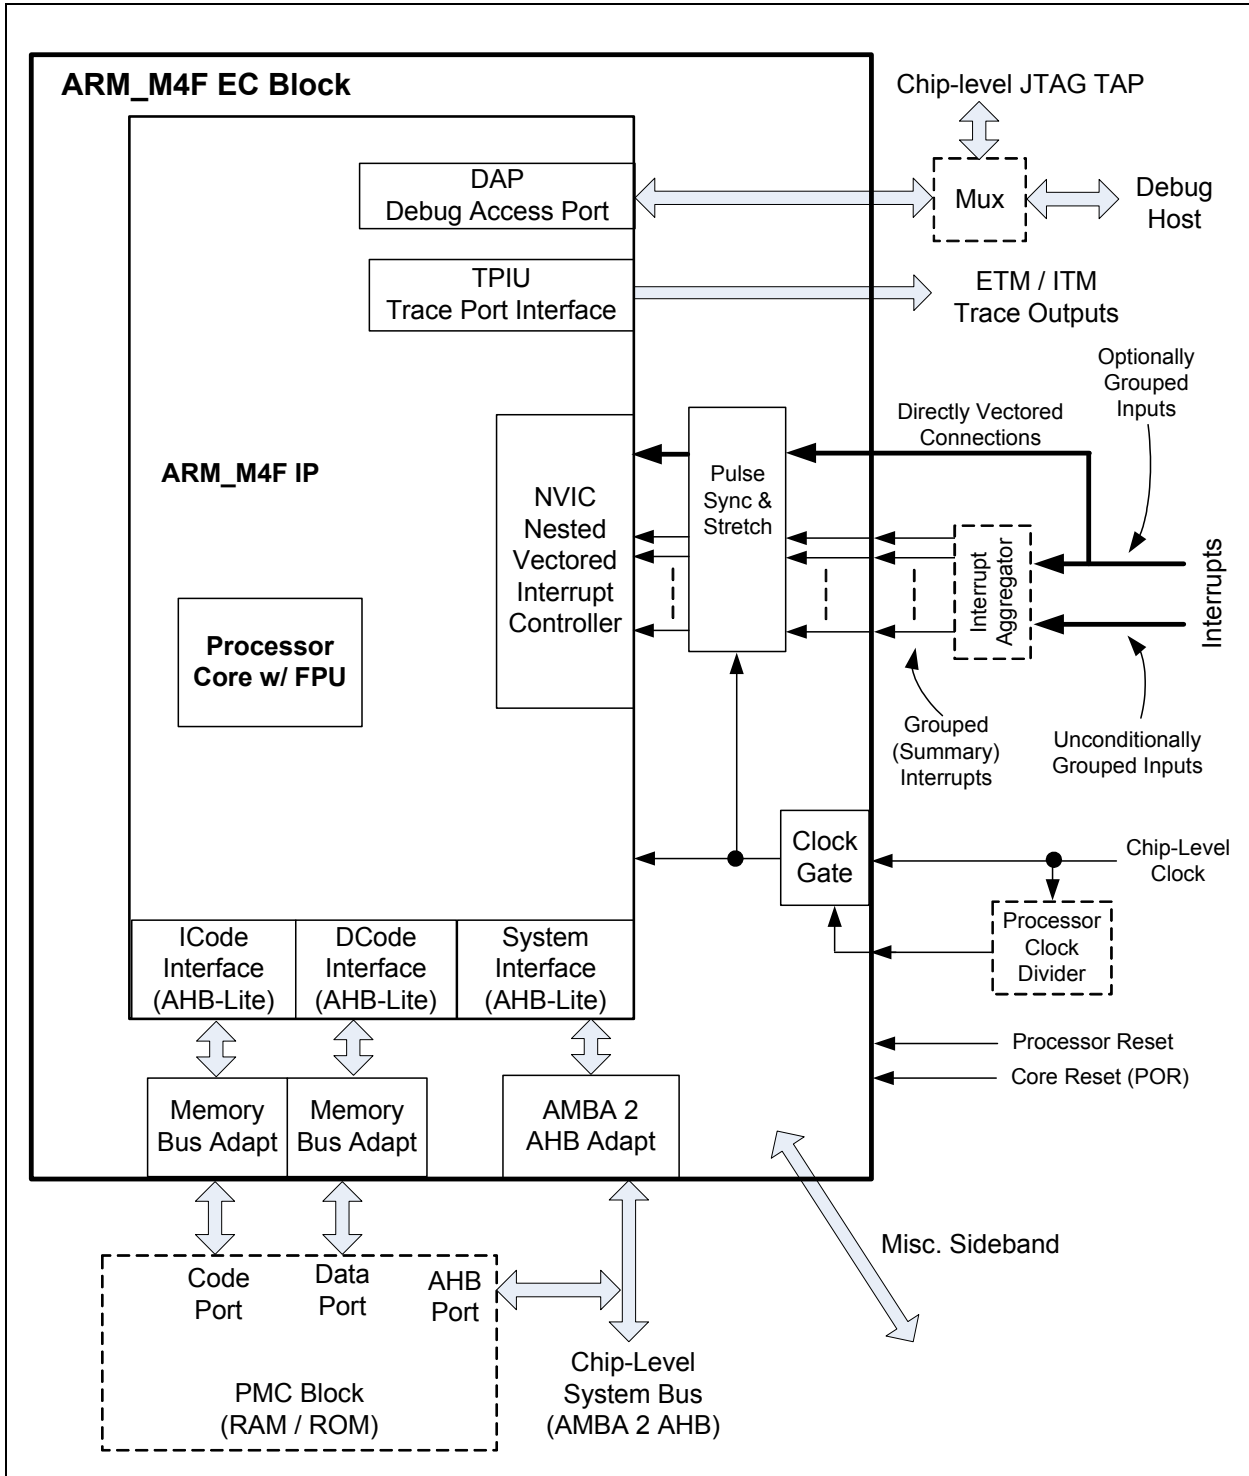 ARM_M4F EC Block
Chip-level JTAG TAP
DAP
Debug Access Port
Mux
Debug
Host
TPIU
Trace Port Interface
ETM / ITM
Trace Outputs
Optionally
Grouped
Inputs
Directly Vectored
Connections
ARM_M4F IP
NVIC
Nested
Vectored
Interrupt
Controller
Pulse
Sync &
Stretch
Interrupt
Aggregator
Interrupts
Processor
Core w/ FPU
Grouped
(Summary)
Interrupts
Unconditionally
Grouped Inputs
Clock
Gate
Chip-Level
Clock
Processor
Clock
Divider
ICode
Interface
(AHB-Lite)
DCode
Interface
(AHB-Lite)
System
Interface
(AHB-Lite)
Processor Reset
Core Reset (POR)
Memory
Bus Adapt
Memory
Bus Adapt
AMBA 2
AHB Adapt
Misc. Sideband
Code
Port
Data
Port
AHB
Port
PMC Block
(RAM / ROM)
Chip-Level
System Bus
(AMBA 2 AHB)